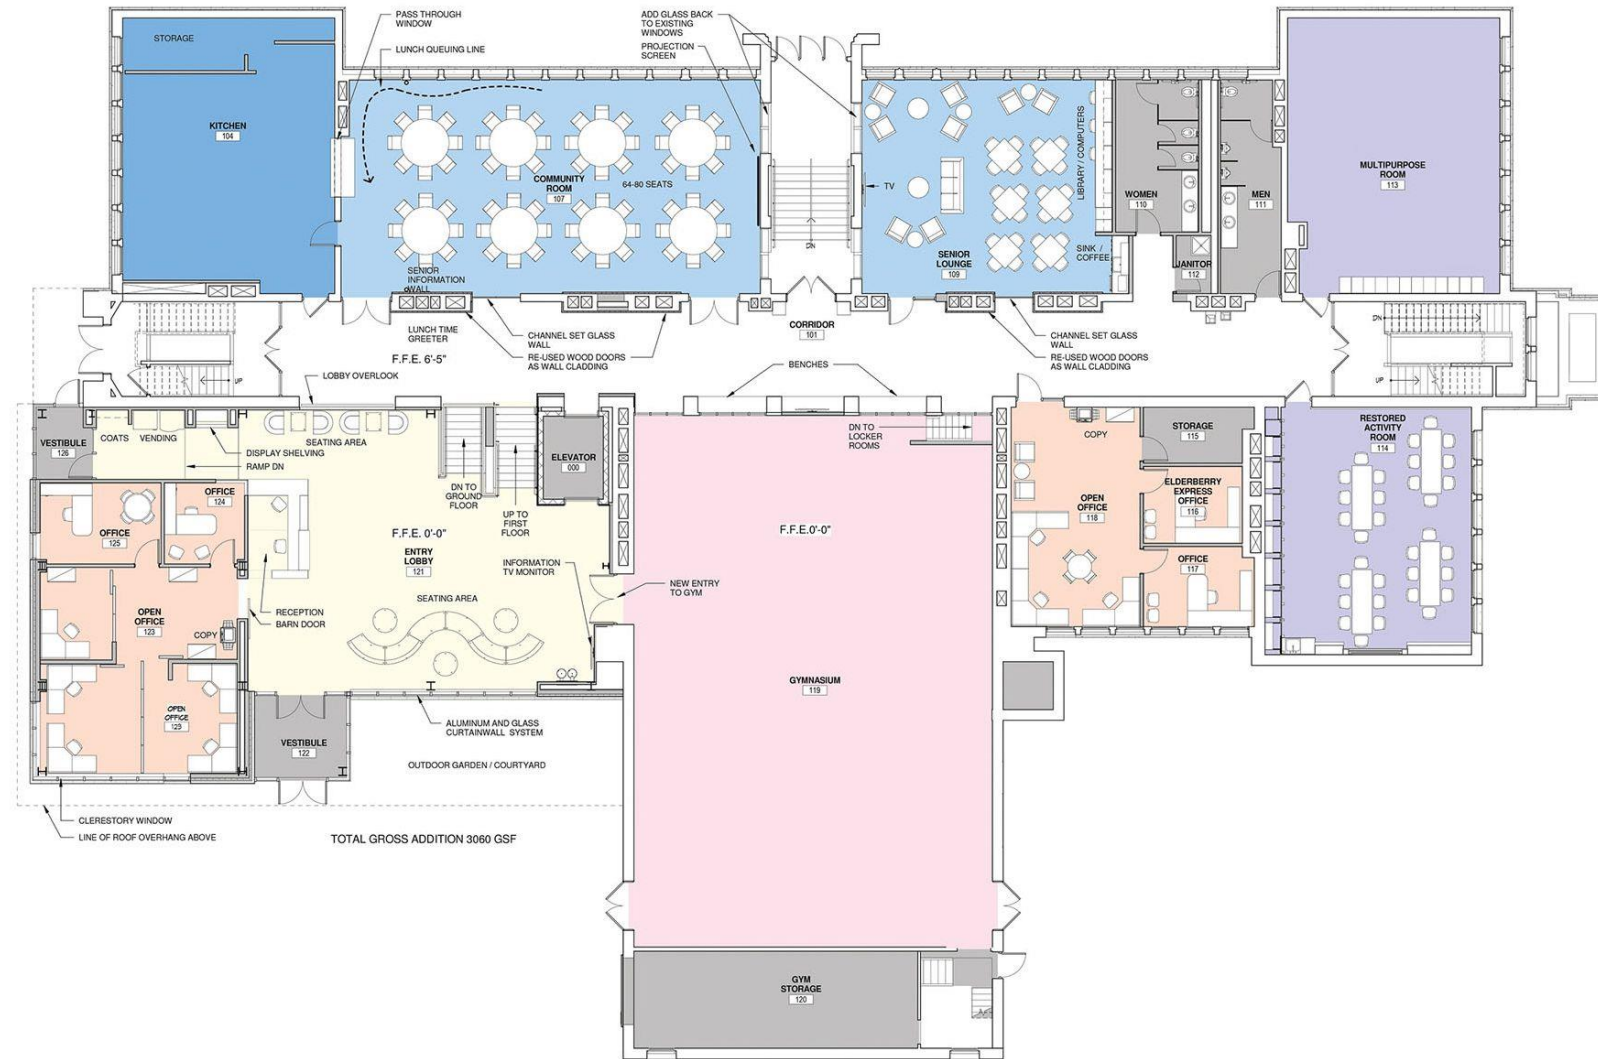 PASS THROUGH
WINDOW
LUNCH QUEUING LINE
ADD GLASS BACK
TO EXISTING
WINDOWS
PROJECTION
SCREEN
STORAGE
KITCHEN
104
COMMUNITY
ROOM
107
64-80 SEATS
SENIOR
INFORMATION
WALL
TV
DN
LIBRARY / COMPUTERS
SENIOR
LOUNGE
109
SINK /
COFFEE
WOMEN
110
MEN
111
JANITOR
112
MULTIPURPOSE
ROOM
113
LUNCH TIME
GREETER
F.F.E. 6'-5"
CHANNEL SET GLASS
WALL
RE-USED WOOD DOORS
AS WALL CLADDING
CORRIDOR
101
BENCHES
CHANNEL SET GLASS
WALL
RE-USED WOOD DOORS
AS WALL CLADDING
UP
DN
UP
LOBBY OVERLOOK
VESTIBULE
126
COATS
VENDING
DISPLAY SHELVING
RAMP DN
SEATING AREA
DN TO
GROUND
FLOOR
UP TO
FIRST
FLOOR
ELEVATOR
000
DN TO
LOCKER
ROOMS
COPY
STORAGE
115
RESTORED
ACTIVITY
ROOM
114
OFFICE
125
OFFICE
124
F.F.E. 0'-0"
ENTRY
LOBBY
121
INFORMATION
TV MONITOR
F.F.E.0'-0"
OPEN
OFFICE
118
ELDERBERRY
EXPRESS
OFFICE
116
OFFICE
117
NEW ENTRY
TO GYM
SEATING AREA
RECEPTION
BARN DOOR
OPEN
OFFICE
123
COPY
OPEN
OFFICE
123
VESTIBULE
122
ALUMINUM AND GLASS
CURTAINWALL SYSTEM
OUTDOOR GARDEN / COURTYARD
GYMNASIUM
119
CLERESTORY WINDOW
LINE OF ROOF OVERHANG ABOVE
TOTAL GROSS ADDITION 3060 GSF
GYM
STORAGE
120